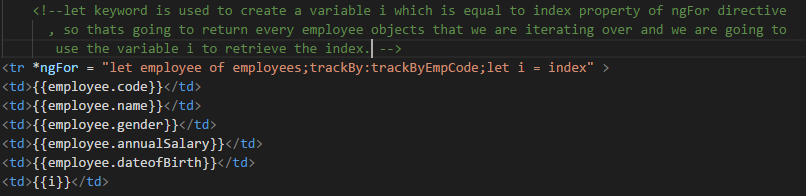 <!--let keyword is used to create a variable i which is equal to index property of ngFor directive
, so thats going to return every employee objects that we are iterating over and we are going to
use the variable i to retrieve the index. -->
<tr *ngFor = "let employee of employees;trackBy:trackByEmpCode;let i = index" >
<td>{{employee.code}}</td>
<td>{{employee.name}}</td>
<td>{{employee.gender}}</td>
<td>{{employee.annualSalary}}</td>
<td>{{employee.dateofBirth}}</td>
<td>{{i}}</td>